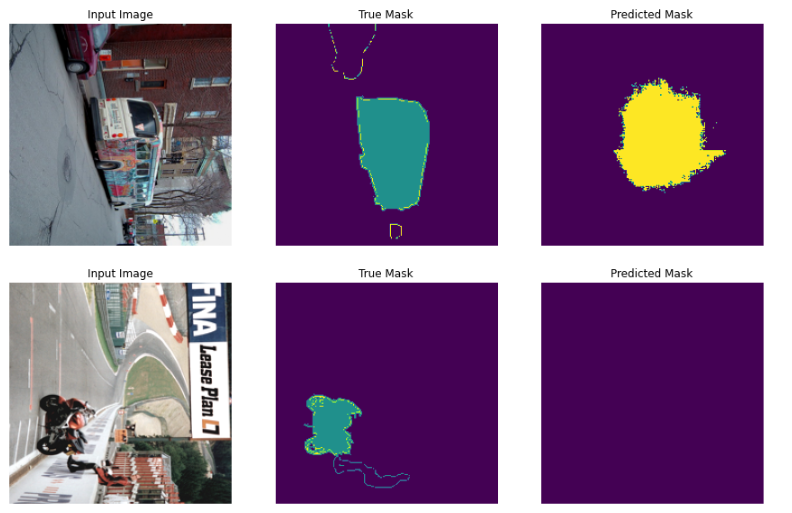 Input Image
True Mask
Predicted Mask
Input Image
True Mask
Predicted Mask
FINA
Lease Plan